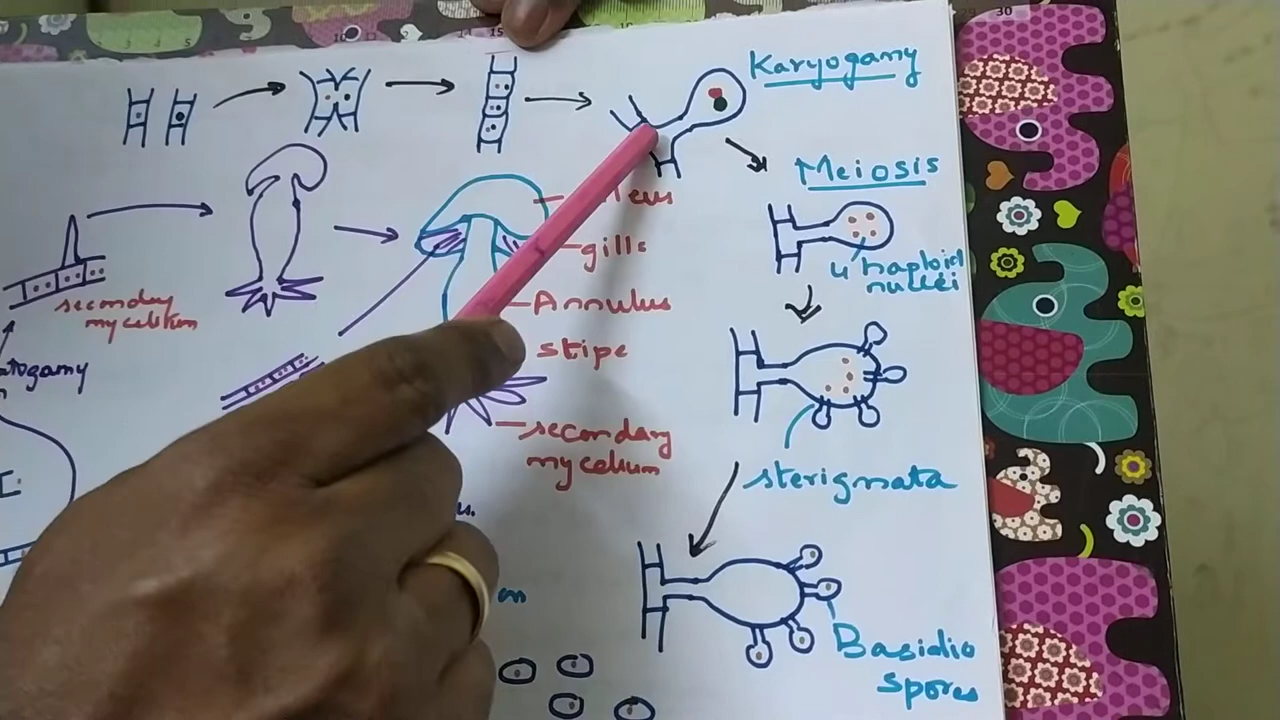 Karyogamy
Meiosis
4 haploid
nuclei
gills
Annulus
stipe
secondary
mycelium
secondary
mycelium
sterigmata
Basidio
spores